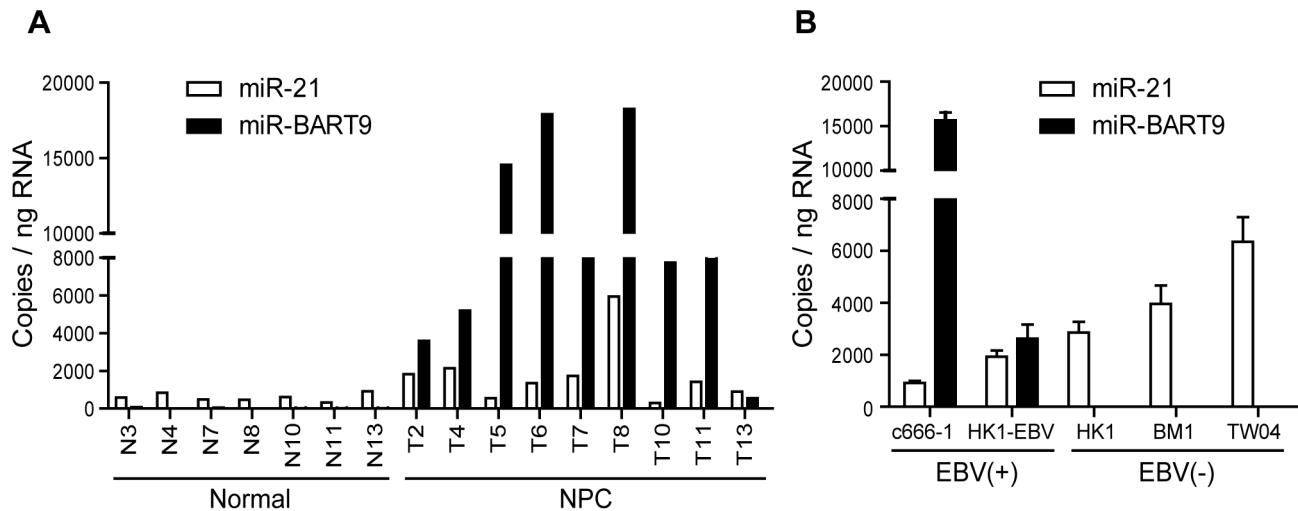 A
Copies / ng RNA
20000
15000
10000
8000
6000
4000
2000
0
miR-21
miR-BART9
N3 N4 N7 N8 N10 N11 N13 T2 T4 T5 T6 T7 T8 T10 T11 T13
Normal NPC
B
Copies / ng RNA
20000
15000
10000
8000
6000
4000
2000
0
miR-21
miR-BART9
c666-1 HK1-EBV HK1 BM1 TW04
EBV(+) EBV(-)